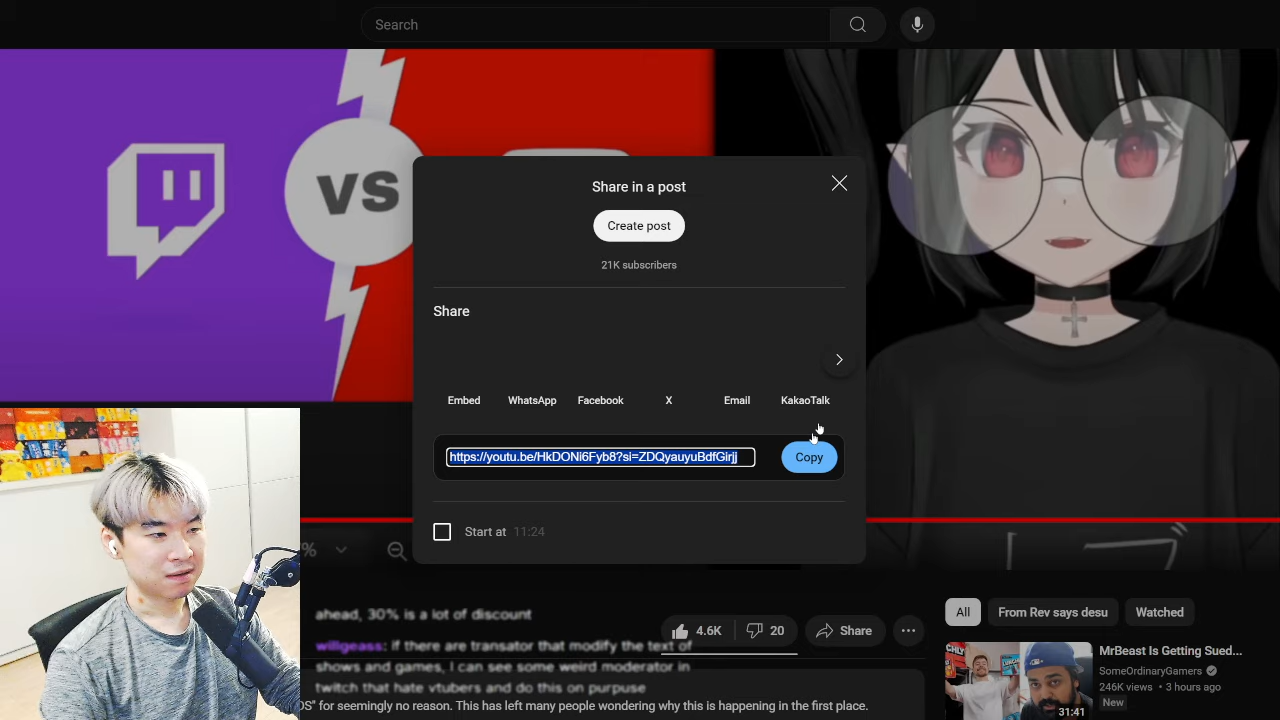 Search
VS
Share in a post
Create post
21K subscribers
Share
Embed
WhatsApp
Facebook
X
Email
KakaoTalk
https://youtu.be/HkDONi6Fyb8?si=ZDQyauyuBdfGirjj
Copy
Start at 11:24
%
ahead, 30% is a lot of discount
willgeass: if there are transator that modify the text of
shows and games, I can see some weird moderator in
twitch that hate vtubers and do this on purpuse
4.6K
20
Share
" for seemingly no reason. This has left many people wondering why this is happening in the first place.
All
From Rev says desu
Watched
MrBeast Is Getting Sued...
SomeOrdinaryGamers
246K views • 3 hours ago
New
31:41